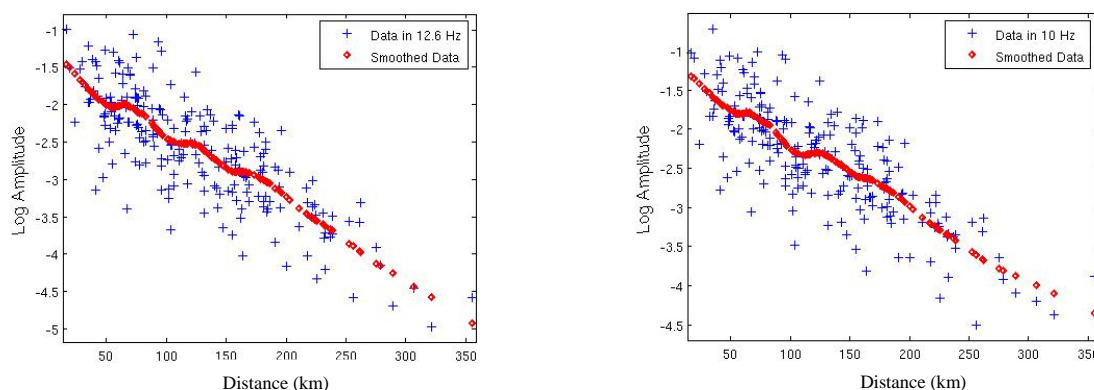 -1
-1.5
-2
-2.5
-3
-3.5
-4
-4.5
-5
Log Amplitude
+ Data in 12.6 Hz
Smoothed Data
50 100 150 200 250 300 350
Distance (km)
-1
-1.5
-2
-2.5
-3
-3.5
-4
-4.5
Log Amplitude
+ Data in 10 Hz
Smoothed Data
50 100 150 200 250 300 350
Distance (km)